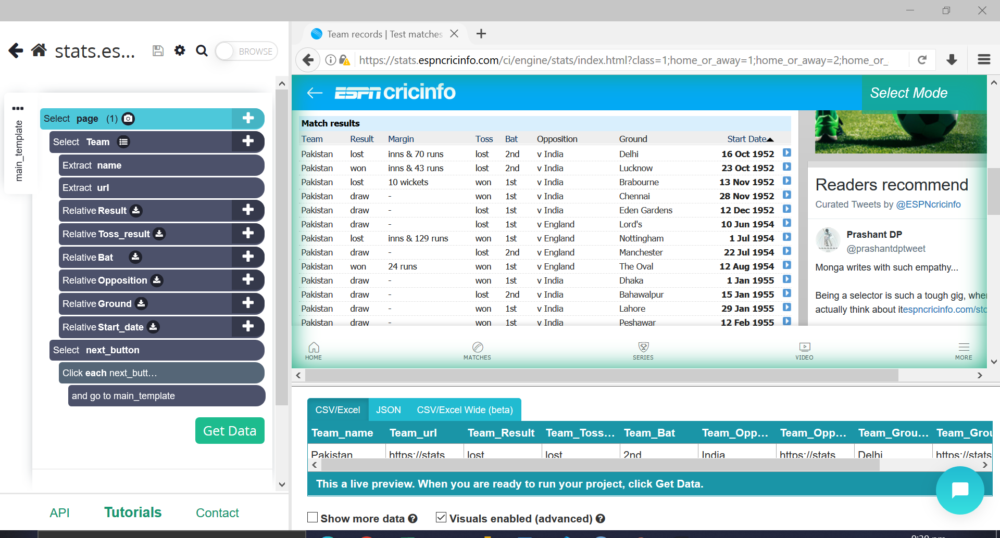 stats.es...
BROWSE
main_template
Select page (1)
Select Team
Extract name
Extract url
Relative Result
Relative Toss_result
Relative Bat
Relative Opposition
Relative Ground
Relative Start_date
Select next_button
Click each next_butt...
and go to main_template
Get Data
API Tutorials Contact
Team records | Test matches
https://stats.espncricinfo.com/ci/engine/stats/index.html?class=1;home_or_away=1;home_or_away=2;home_or_
ESPN cricinfo
Select Mode
Match results
Team Result Margin Toss Bat Opposition Ground Start Date
Pakistan lost inns & 70 runs lost 2nd v India Delhi 16 Oct 1952
Pakistan won inns & 43 runs lost 2nd v India Lucknow 23 Oct 1952
Pakistan lost 10 wickets won 1st v India Brabourne 13 Nov 1952
Pakistan draw - won 1st v India Chennai 28 Nov 1952
Pakistan draw - lost 1st v India Eden Gardens 12 Dec 1952
Pakistan draw - lost 1st v England Lord's 10 Jun 1954
Pakistan lost inns & 129 runs won 1st v England Nottingham 1 Jul 1954
Pakistan draw - lost 2nd v England Manchester 22 Jul 1954
Pakistan won 24 runs won 1st v England The Oval 12 Aug 1954
Pakistan draw - won 1st v India Dhaka 1 Jan 1955
Pakistan draw - lost 2nd v India Bahawalpur 15 Jan 1955
Pakistan draw - won 1st v India Lahore 29 Jan 1955
Pakistan draw - won 1st v India Peshawar 12 Feb 1955
Readers recommend
Curated Tweets by @ESPNcricinfo
Prashant DP
@prashantdptweet
Monga writes with such empathy...
Being a selector is such a tough gig, whe
actually think about itespncricinfo.com/sto
HOME MATCHES SERIES VIDEO MORE
CSV/Excel JSON CSV/Excel Wide (beta)
Team_name Team_url Team_Result Team_Toss... Team_Bat Team_Opp... Team_Opp... Team_Grou... Team_Grou
Pakistan https://stats lost lost 2nd India https://stats Delhi https://stats
This a live preview. When you are ready to run your project, click Get Data.
Show more data Visuals enabled (advanced)